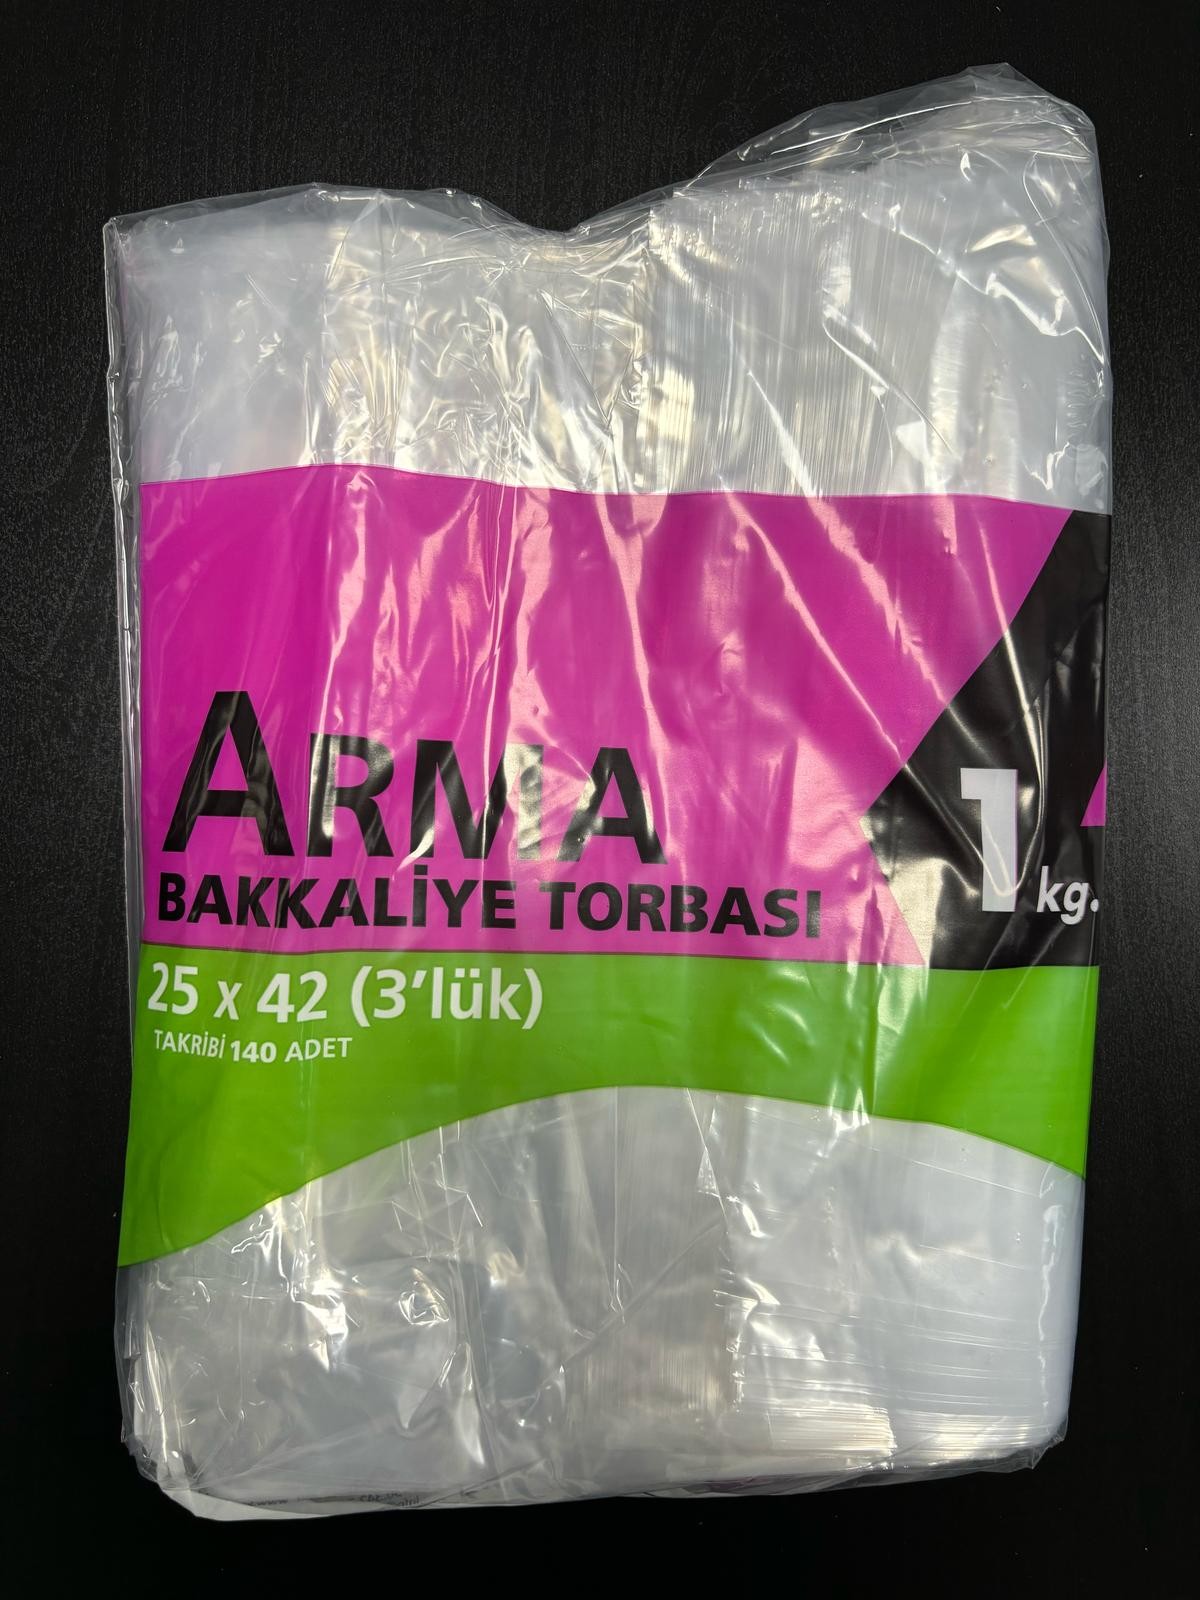 ARMA
BAKKALİYE TORBASI
1 kg.
25 x 42 (3'lük)
TAKRİBİ 140 ADET